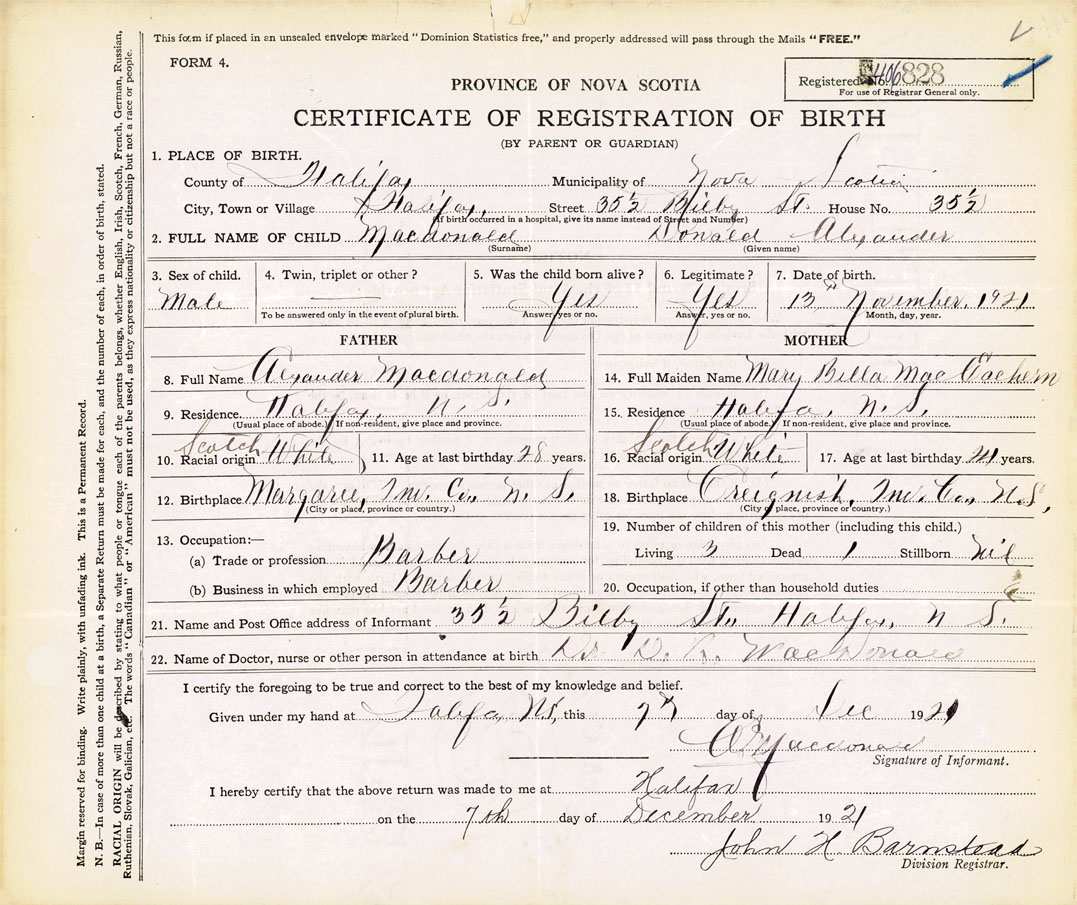 This form if placed in an unsealed envelope marked "Dominion Statistics free," and properly addressed will pass through the Mails "FREE."
FORM 4.
Registered No. 406828
For use of Registrar General only.
PROVINCE OF NOVA SCOTIA
CERTIFICATE OF REGISTRATION OF BIRTH
(BY PARENT OR GUARDIAN)
1. PLACE OF BIRTH.
County of Halifax Municipality of Nova Scotia
City, Town or Village Halifax, Street 35½ Bilby St. House No. 35½
(If birth occurred in a hospital, give its name instead of Street and Number)
2. FULL NAME OF CHILD Macdonald Donald Alexander
(Surname) (Given name)
3. Sex of child. 4. Twin, triplet or other? 5. Was the child born alive? 6. Legitimate? 7. Date of birth.
Male Yes Yes 13th November, 1921
To be answered only in the event of plural birth. Answer, yes or no. Answer, yes or no. Month, day, year.
FATHER
8. Full Name Alexander Macdonald
9. Residence. Halifax, N. S.
(Usual place of abode.) If non-resident, give place and province.
Scotch
10. Racial origin White 11. Age at last birthday 28 years.
12. Birthplace Margaree, Inv. Co., N. S.
(City or place, province or country.)
13. Occupation:—
(a) Trade or profession Barber
(b) Business in which employed Barber
MOTHER
14. Full Maiden Name Mary Bella Mac Eachern
15. Residence Halifax, N. S.
(Usual place of abode.) If non-resident, give place and province.
Scotch
16. Racial origin White 17. Age at last birthday years.
18. Birthplace Creignish, Inv. Co., N.S.,
(City or place, province or country.)
19. Number of children of this mother (including this child.)
Living 3 Dead 1 Stillborn Nil
20. Occupation, if other than household duties
21. Name and Post Office address of Informant 35½ Bilby St., Halifax, N S.
22. Name of Doctor, nurse or other person in attendance at birth Dr. D. K. MacDonald
I certify the foregoing to be true and correct to the best of my knowledge and belief.
Given under my hand at Halifax NS, this day of Dec 1921
Macdonald
Signature of Informant.
I hereby certify that the above return was made to me at Halifax
on the 7th day of December 1921
John H Barnstead
Division Registrar.
Margin reserved for binding. Write plainly, with unfading ink. This is a Permanent Record.
N. B.—In case of more than one child at a birth, a Separate Return must be made for each, and the number of each, in order of birth, stated.
RACIAL ORIGIN will be described by stating to what people or tongue each of the parents belongs, whether English, Irish, Scotch, French, German, Russian,
Ruthenian, Slovak, Galician, etc. The words "Canadian" or "American" must not be used, as they express nationality or citizenship but not a race or people.